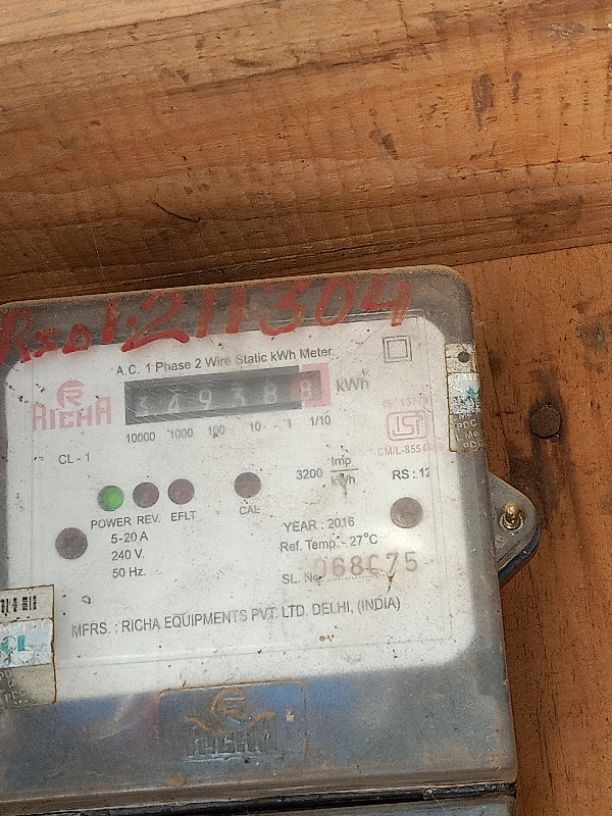 211304
A.C. 1 Phase 2 Wire Static kWh Meter
RICHA
49388 kWh
10000 1000 100 10 1 1/10
CL - 1
3200 Imp/kWh
RS : 12
POWER REV. EFLT CAL
5-20 A
240 V.
50 Hz.
YEAR : 2016
Ref. Temp. - 27°C
SL. No.
MFRS. : RICHA EQUIPMENTS PVT. LTD. DELHI, (INDIA)
RICHA